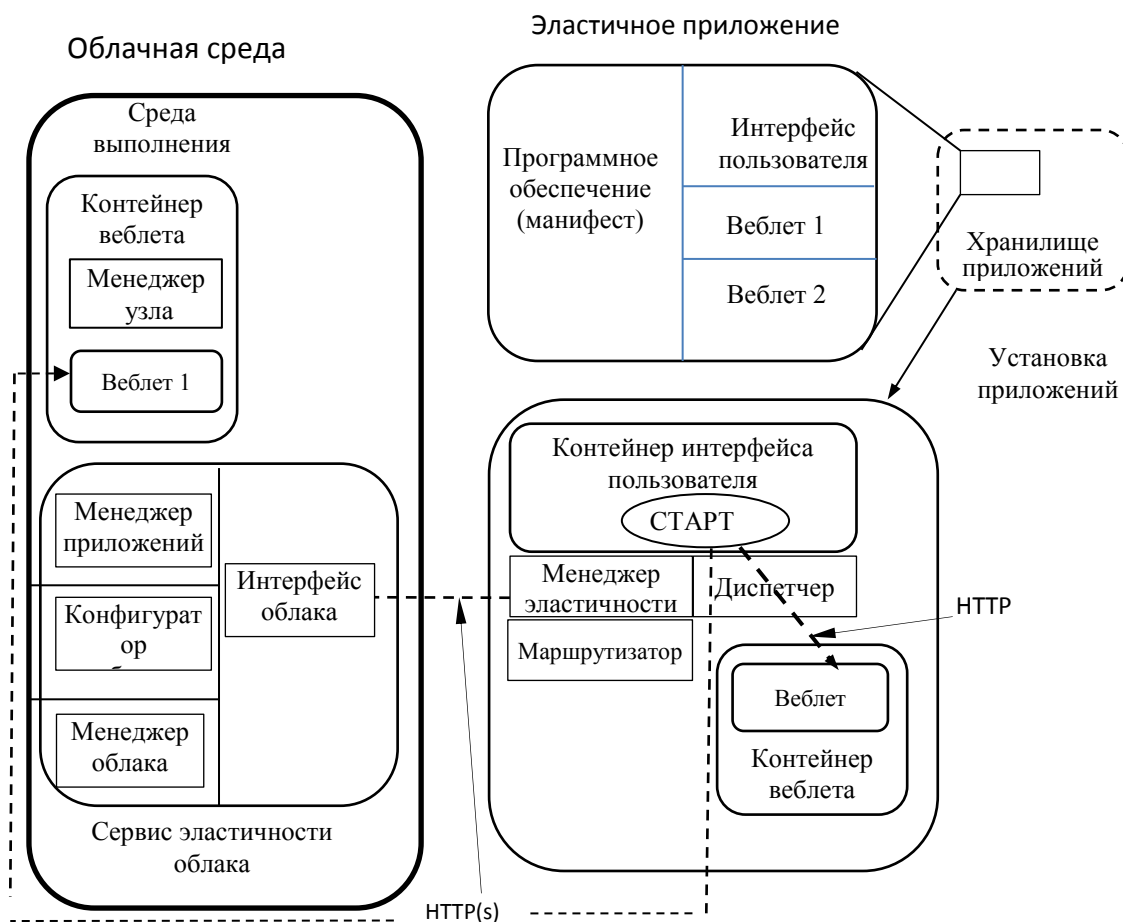 Облачная среда
Среда
выполнения
Контейнер
веблета
Менеджер
узла
Веблет 1
Менеджер
приложений
Конфигурат
ор
Менеджер
облака
Интерфейс
облака
Сервис эластичности
облака
Эластичное приложение
Программное
обеспечение
(манифест)
Интерфейс
пользователя
Веблет 1
Веблет 2
Хранилище
приложений
Установка
приложений
Контейнер интерфейса
пользователя
СТАРТ
Менеджер
эластичности
Диспетчер
Маршрутизатор
HTTP
Веблет
Контейнер
веблета
HTTP(s)